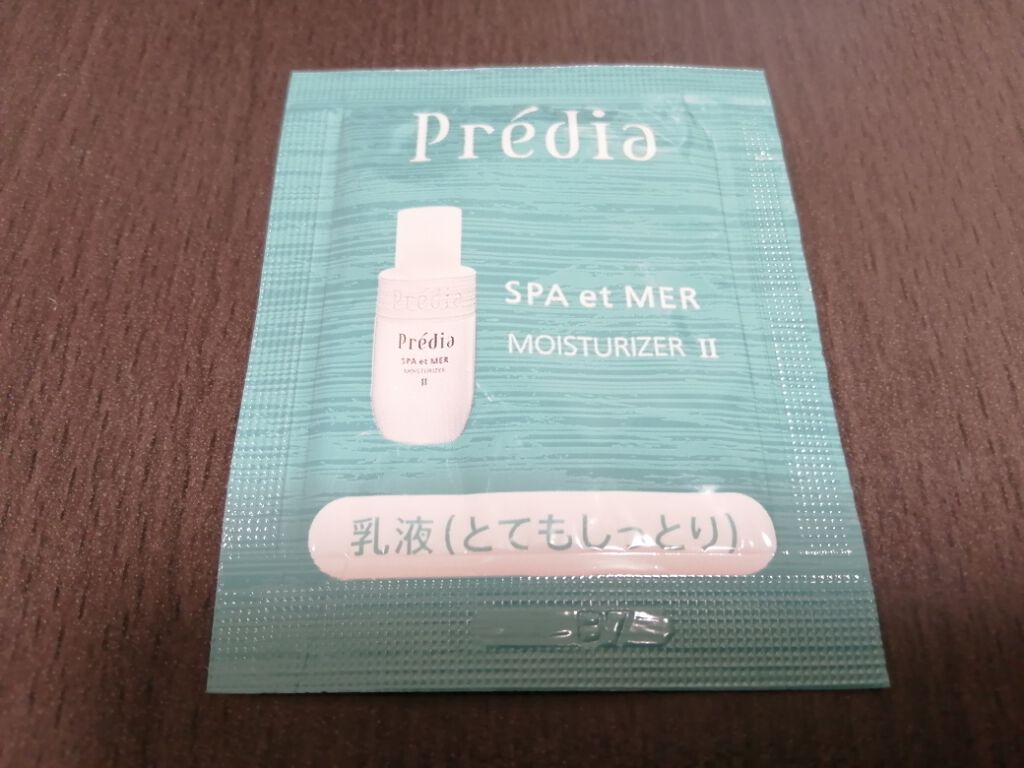 Prédia
SPA et MER
MOISTURIZER II
Prédia
Prédia
SPA et MER
MOISTURIZER
II
乳液(とてもしっとり)